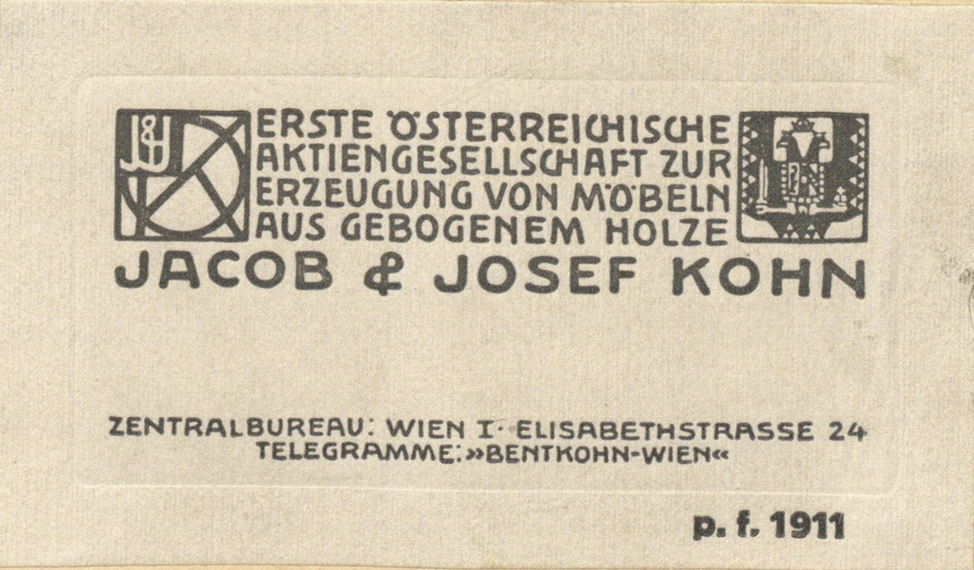 J&J
ERSTE ÖSTERREICHISCHE
AKTIENGESELLSCHAFT ZUR
ERZEUGUNG VON MÖBELN
AUS GEBOGENEM HOLZE
JACOB & JOSEF KOHN
ZENTRALBUREAU: WIEN I·ELISABETHSTRASSE 24
TELEGRAMME:»BENTKOHN-WIEN«
p. f. 1911